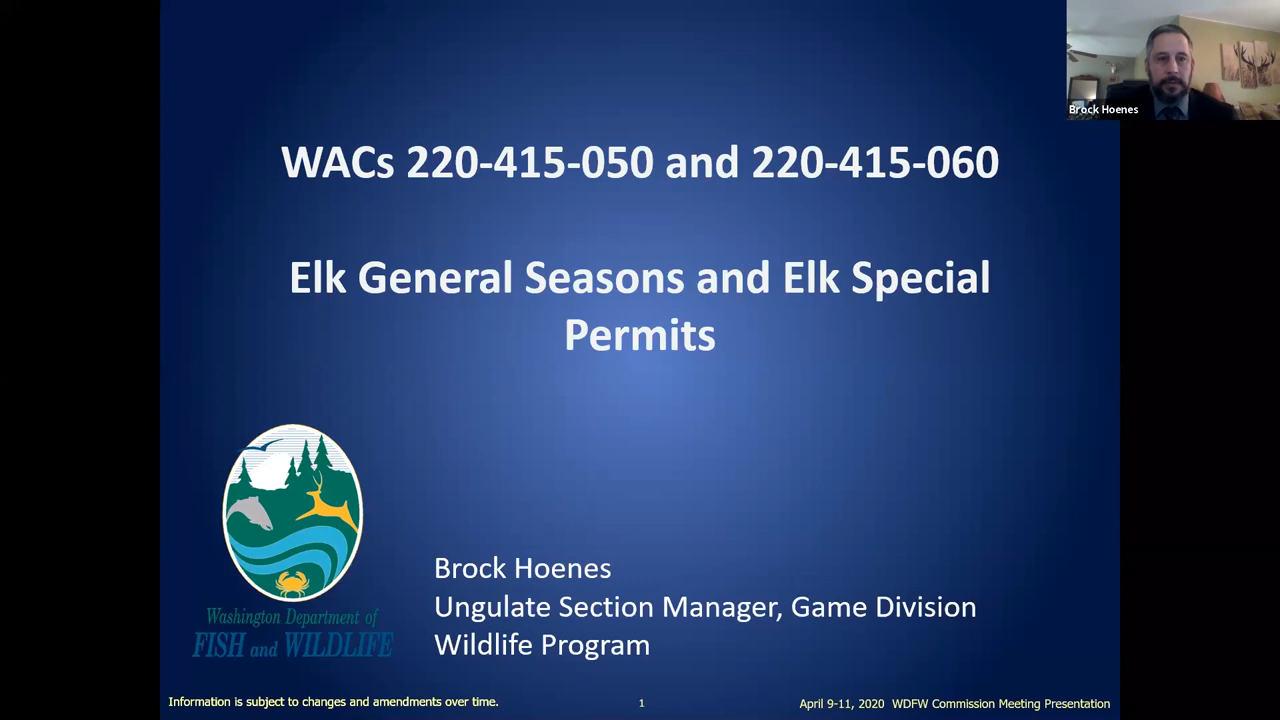 Brock Hoenes
WACs 220-415-050 and 220-415-060
Elk General Seasons and Elk Special
Permits
Washington Department of
FISH and WILDLIFE
Brock Hoenes
Ungulate Section Manager, Game Division
Wildlife Program
Information is subject to changes and amendments over time.
1
April 9-11, 2020 WDFW Commission Meeting Presentation